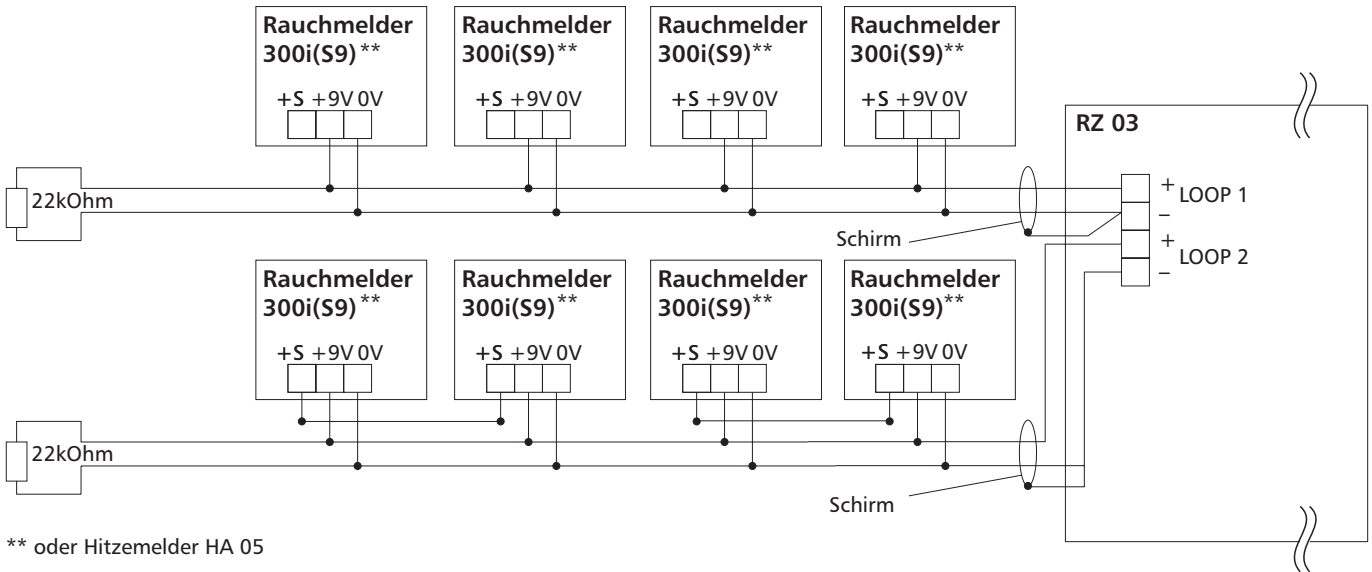 Rauchmelder
300i(S9)**
+S +9V 0V
Rauchmelder
300i(S9)**
+S +9V 0V
Rauchmelder
300i(S9)**
+S +9V 0V
Rauchmelder
300i(S9)**
+S +9V 0V
RZ 03
22kOhm
+
LOOP 1
–
+
LOOP 2
–
Schirm
Rauchmelder
300i(S9)**
+S +9V 0V
Rauchmelder
300i(S9)**
+S +9V 0V
Rauchmelder
300i(S9)**
+S +9V 0V
Rauchmelder
300i(S9)**
+S +9V 0V
22kOhm
Schirm
** oder Hitzemelder HA 05